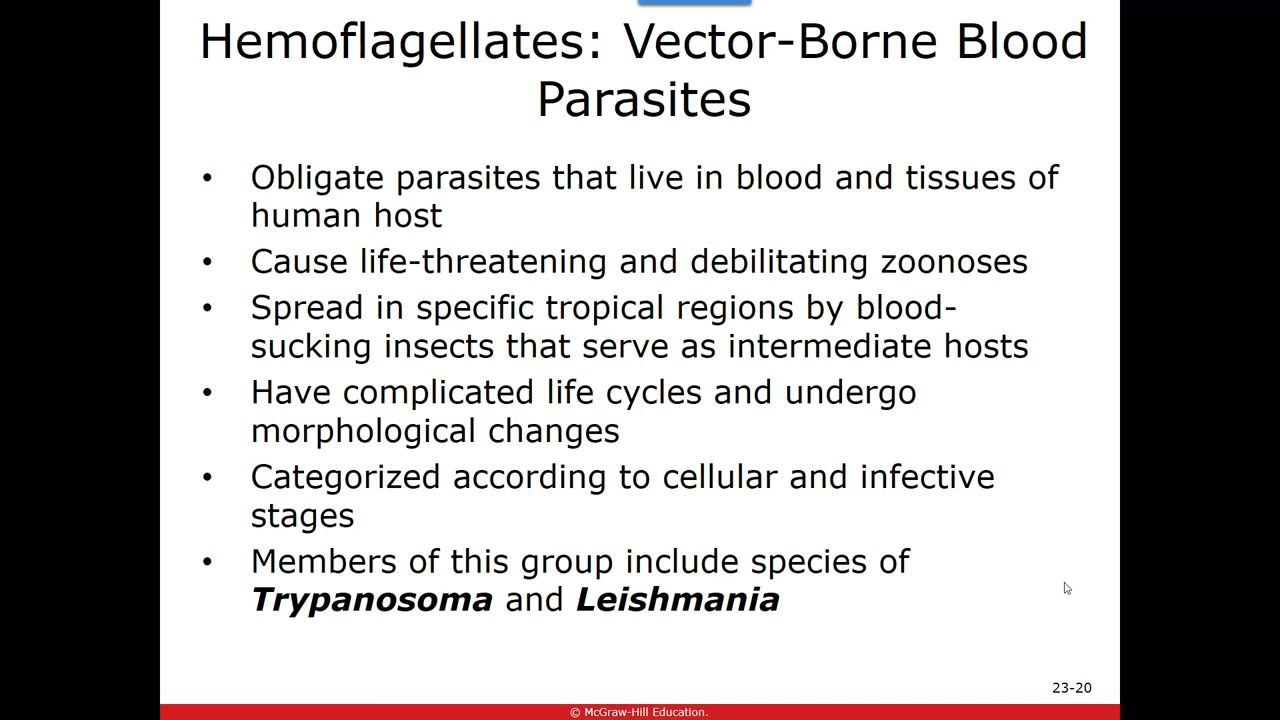 Hemoflagellates: Vector-Borne Blood
Parasites
• Obligate parasites that live in blood and tissues of
human host
• Cause life-threatening and debilitating zoonoses
• Spread in specific tropical regions by blood-
sucking insects that serve as intermediate hosts
• Have complicated life cycles and undergo
morphological changes
• Categorized according to cellular and infective
stages
• Members of this group include species of
Trypanosoma and Leishmania
23-20
© McGraw-Hill Education.